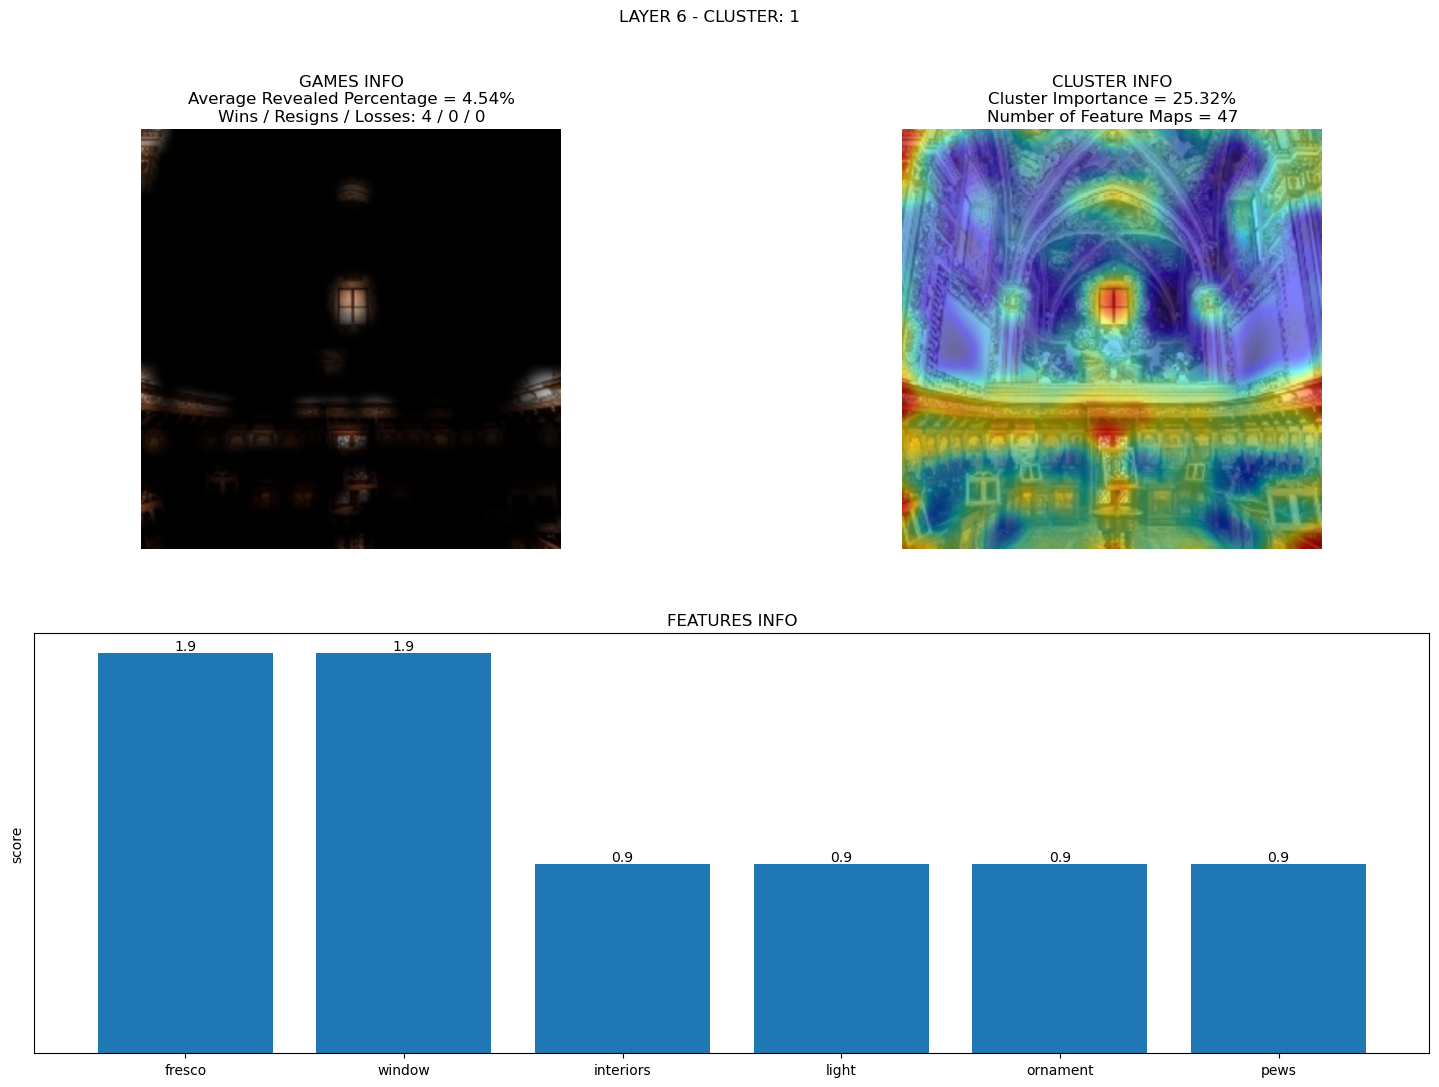 LAYER 6 - CLUSTER: 1
GAMES INFO
Average Revealed Percentage = 4.54%
Wins / Resigns / Losses: 4 / 0 / 0
CLUSTER INFO
Cluster Importance = 25.32%
Number of Feature Maps = 47
FEATURES INFO
score
1.9
1.9
0.9
0.9
0.9
0.9
fresco
window
interiors
light
ornament
pews